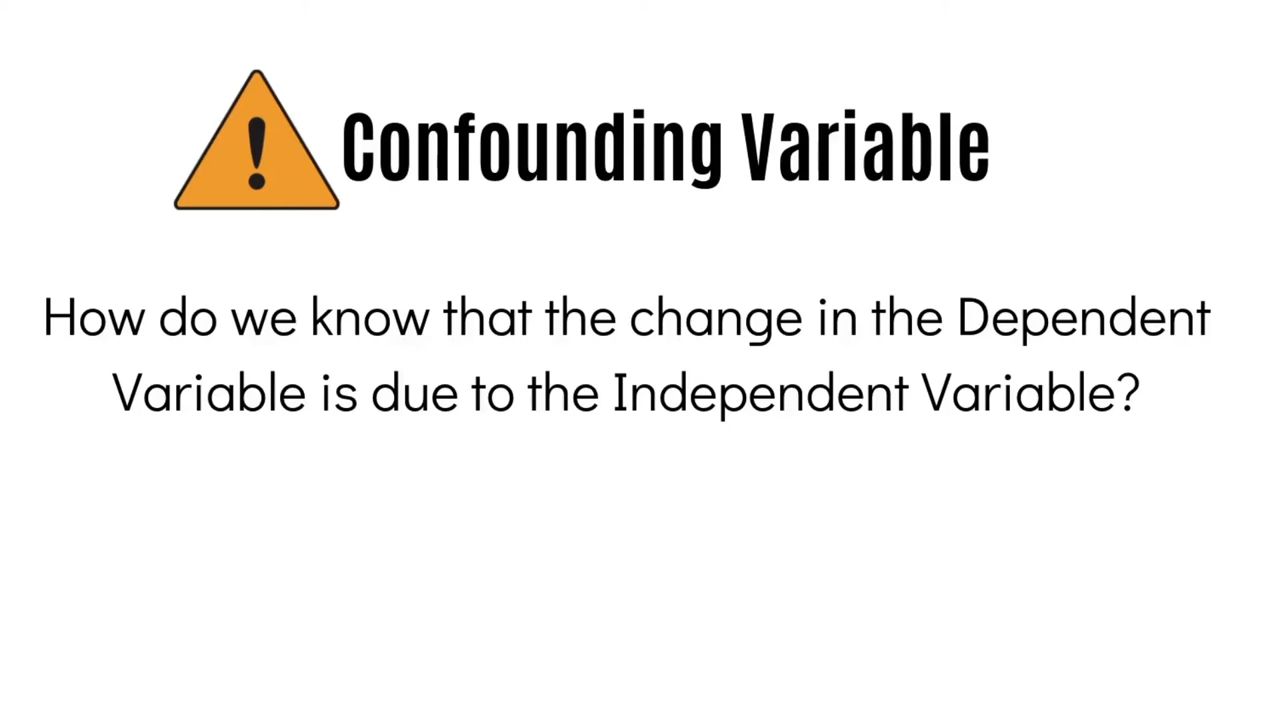 Confounding Variable
How do we know that the change in the Dependent
Variable is due to the Independent Variable?